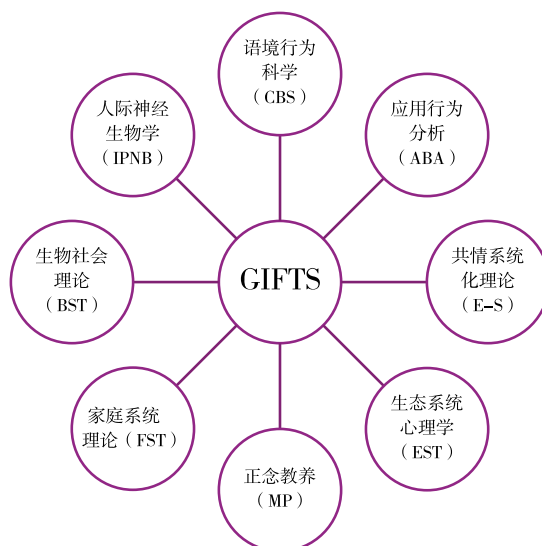 语境行为
科学
(CBS)
人际神经
生物学
(IPNB)
应用行为
分析
(ABA)
生物社会
理论
(BST)
GIFTS
共情系统
化理论
(E-S)
家庭系统
理论(FST)
生态系统
心理学
(EST)
正念教养
(MP)